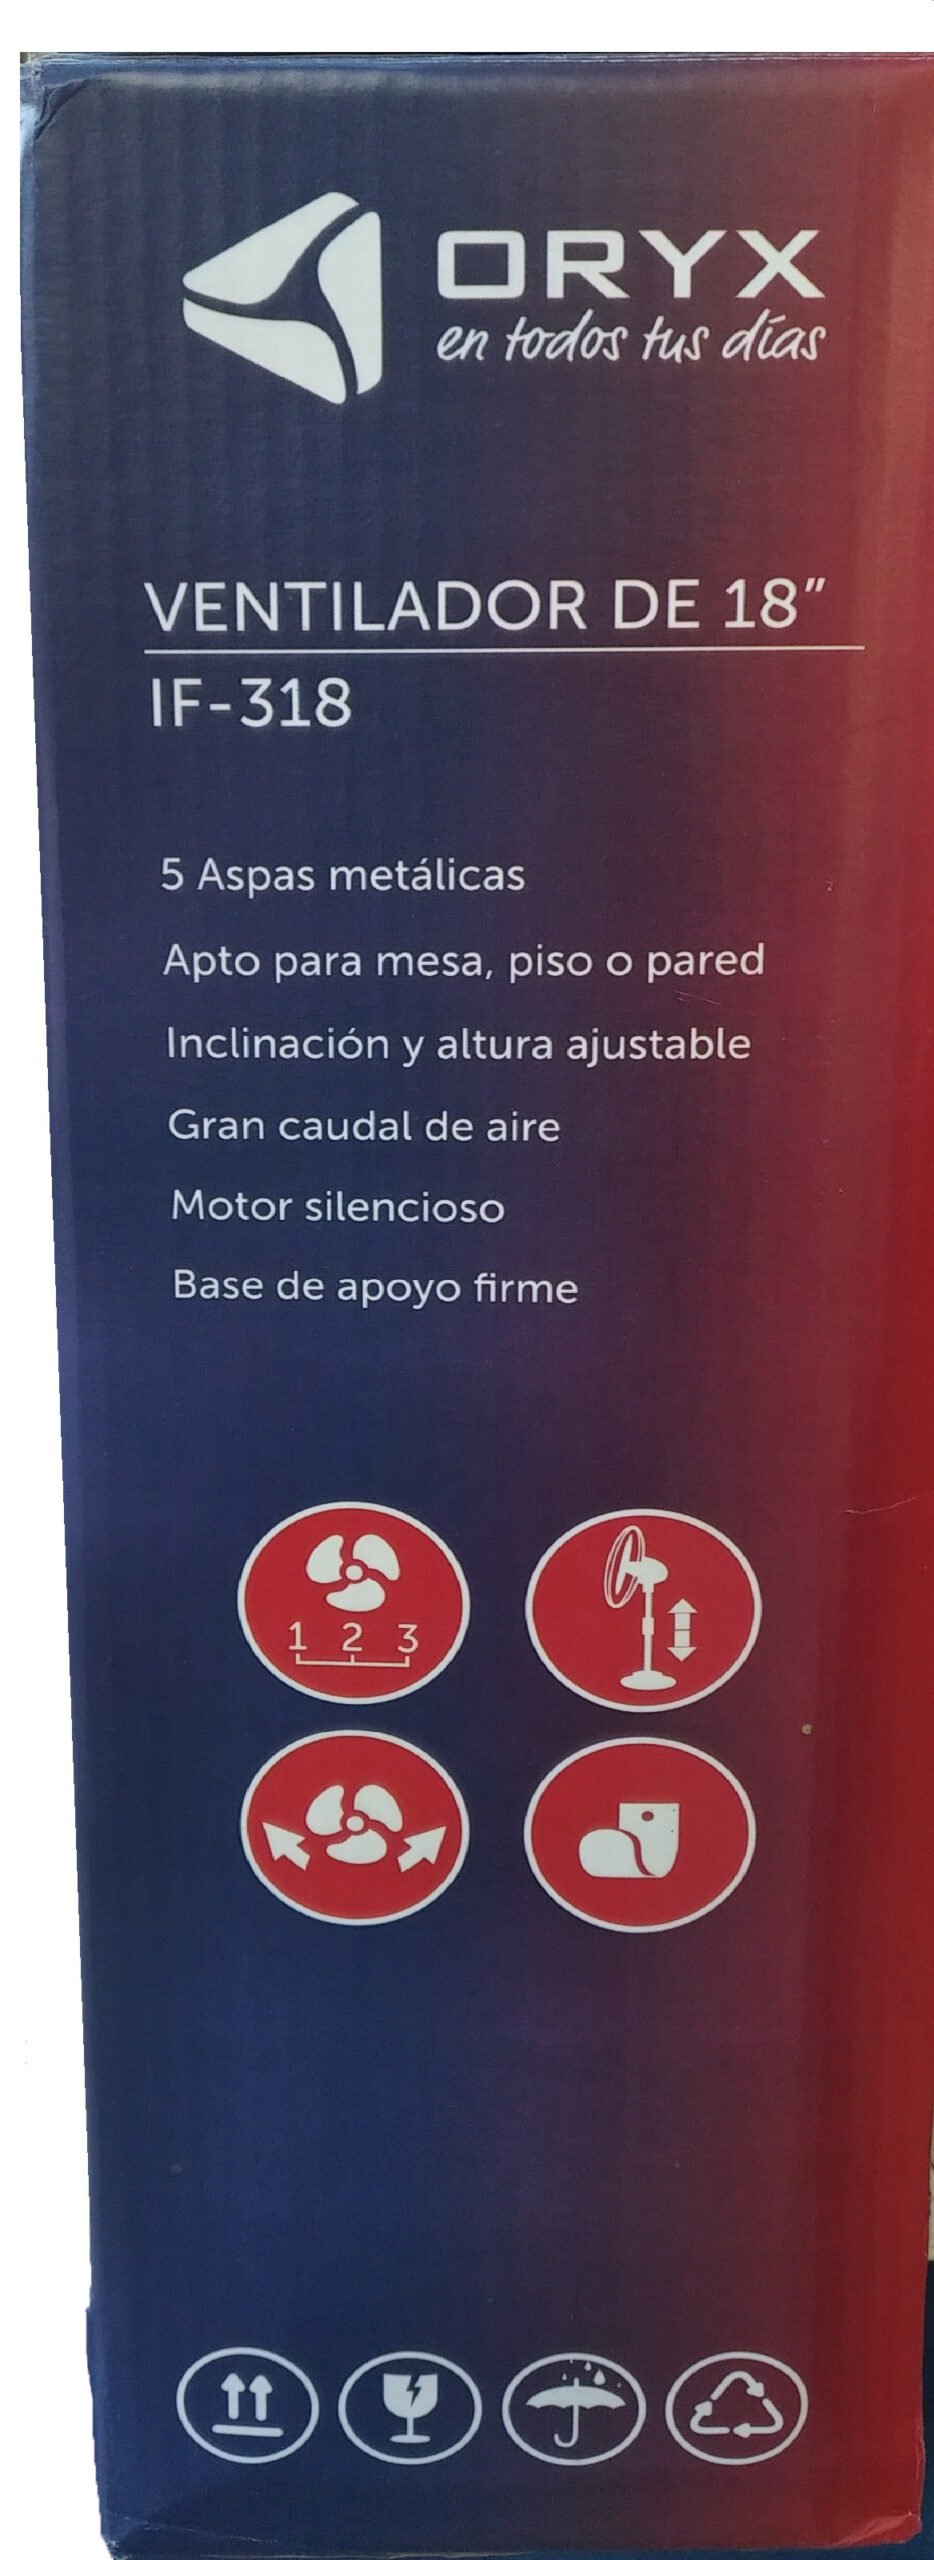 ORYX
en todos tus días
VENTILADOR DE 18"
IF-318
5 Aspas metálicas
Apto para mesa, piso o pared
Inclinación y altura ajustable
Gran caudal de aire
Motor silencioso
Base de apoyo firme
1 2 3